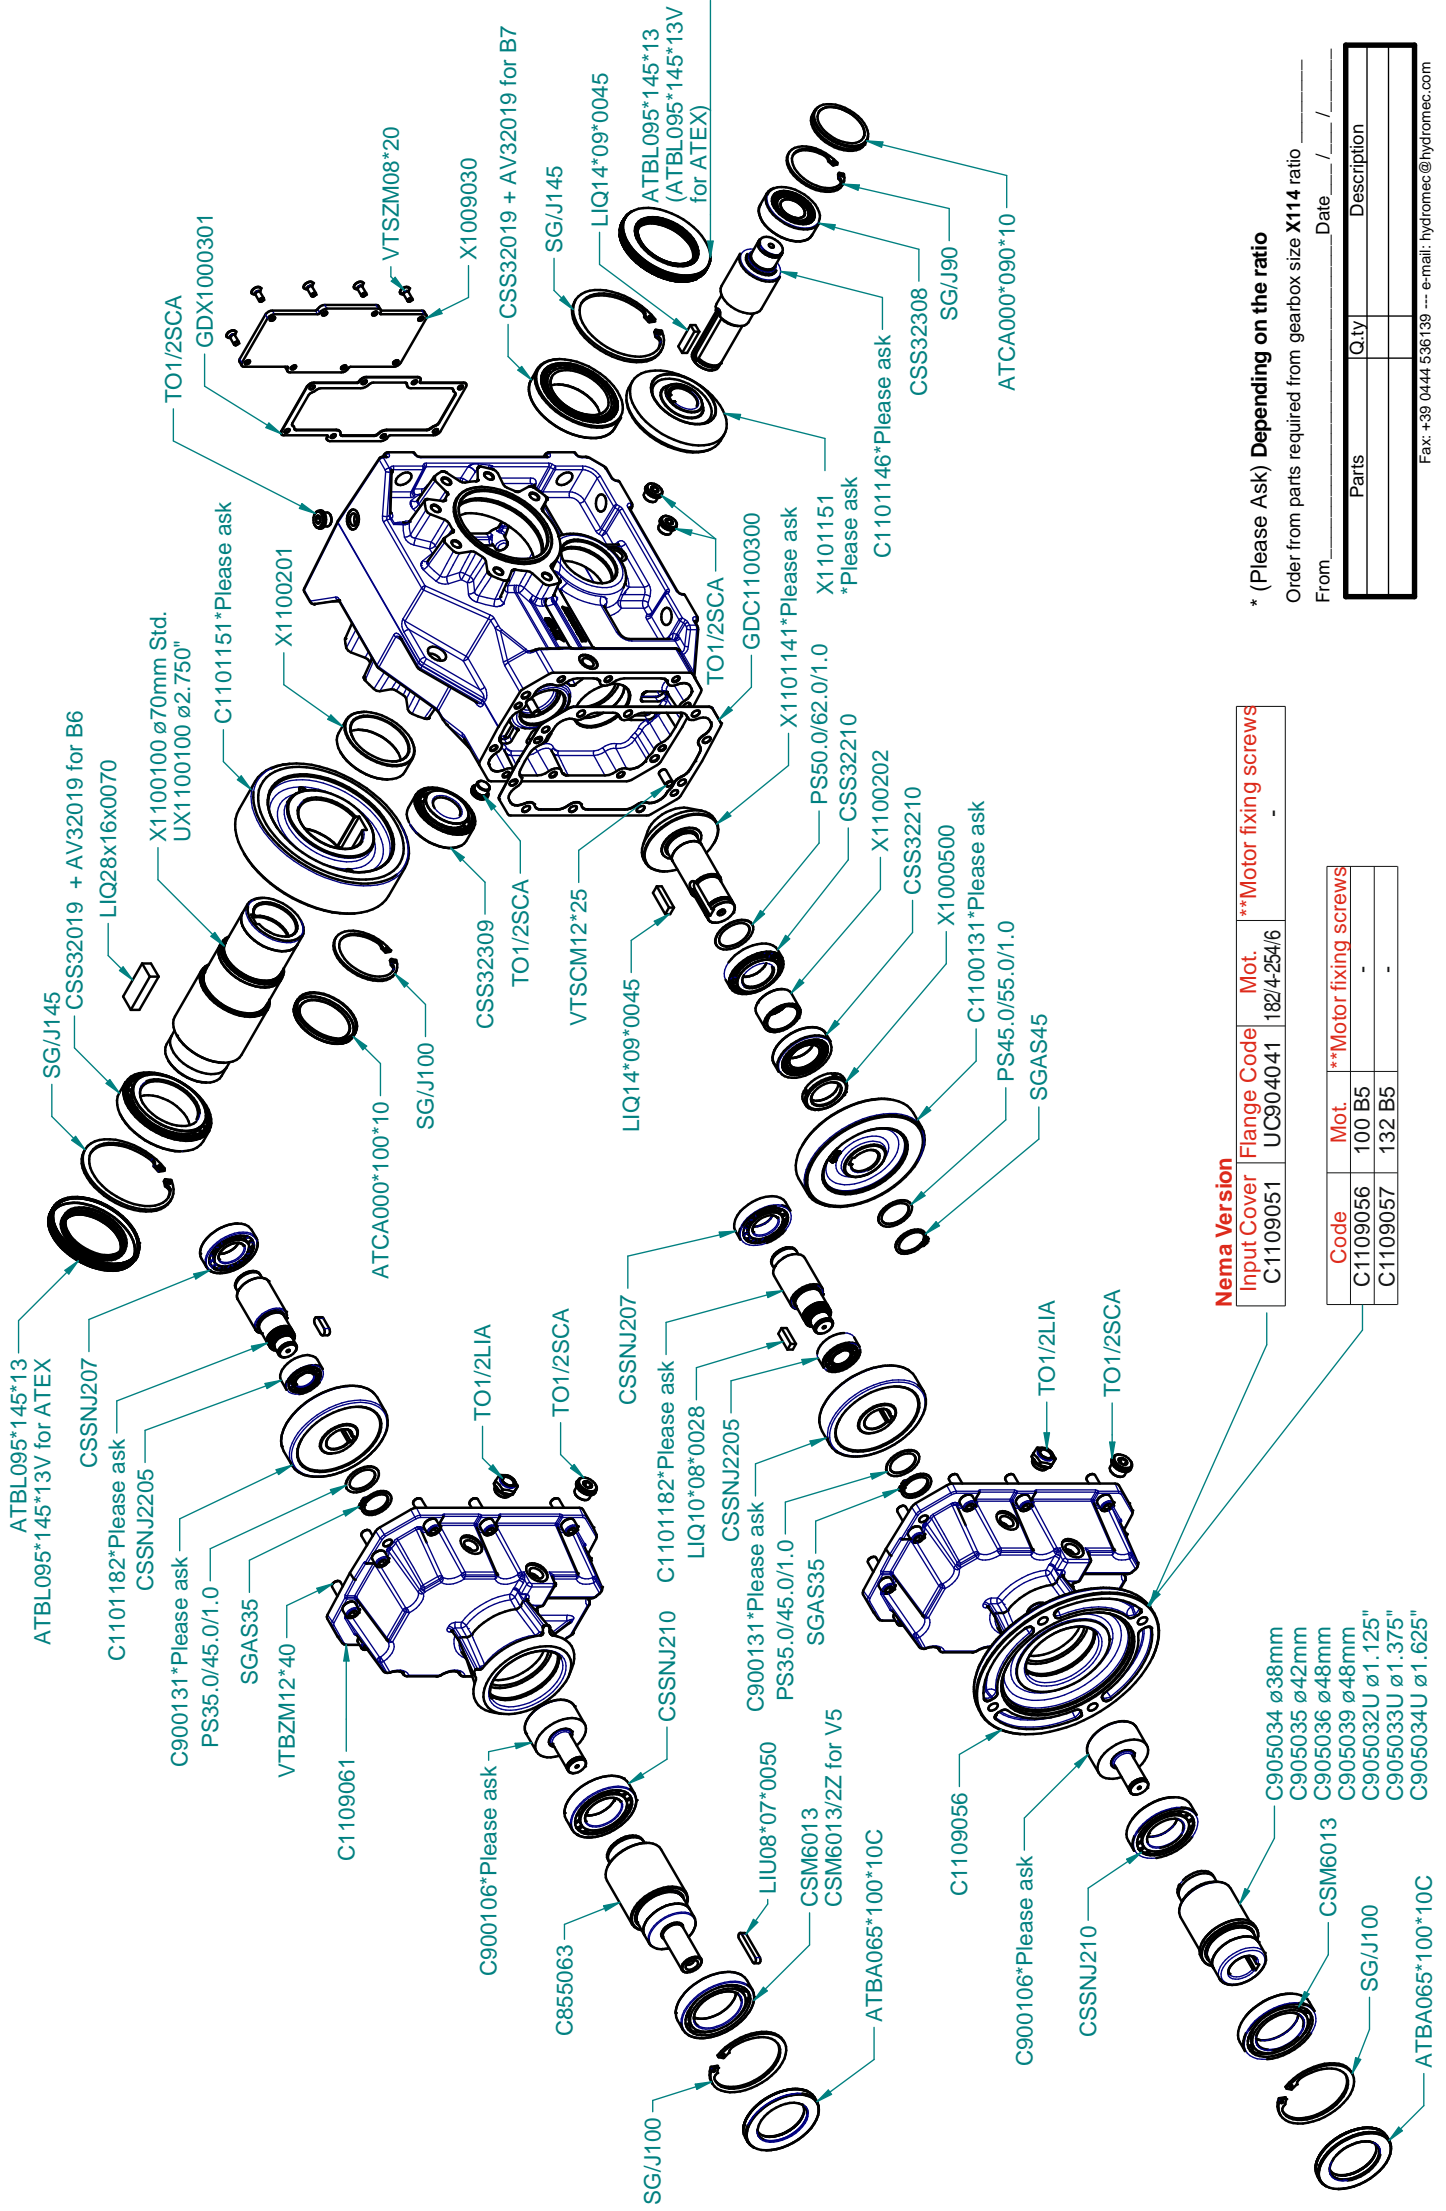 ATBL095*145*13
ATBL095*145*13V for ATEX
SG/J145
CSS32019 + AV32019 for B6
LIQ28x16x0070
X1100100 ø70mm Std.
UX1100100 ø2.750"
C1101151*Please ask
X1100201
TO1/2SCA
GDX1000301
VTSZM08*20
X1009030
CSS32019 + AV32019 for B7
SG/J145
LIQ14*09*0045
ATBL095*145*13
(ATBL095*145*13V
for ATEX)
CSSNJ207
C1101182*Please ask
CSSNJ2205
C900131*Please ask
PS35.0/45.0/1.0
SGAS35
VTBZM12*40
C1109061
ATCA000*100*10
SG/J100
CSS32309
TO1/2SCA
VTSCM12*25
LIQ14*09*0045
TO1/2SCA
GDC1100300
X1101141*Please ask
X1101151
*Please ask
C1101146*Please ask
CSS32308
SG/J90
ATCA000*090*10
PS50.0/62.0/1.0
CSS32210
X1100202
CSS32210
X1000500
C1100131*Please ask
PS45.0/55.0/1.0
SGAS45
TO1/2LIA
TO1/2SCA
CSSNJ207
C1101182*Please ask
LIQ10*08*0028
CSSNJ2205
C900131*Please ask
PS35.0/45.0/1.0
SGAS35
TO1/2LIA
TO1/2SCA
C900106*Please ask
CSSNJ210
C855063
LIU08*07*0050
CSM6013
CSM6013/2Z for V5
ATBA065*100*10C
SG/J100
C1109056
C900106*Please ask
CSSNJ210
C905034 ø38mm
C905035 ø42mm
C905036 ø48mm
C905039 ø48mm
C905032U ø1.125"
C905033U ø1.375"
C905034U ø1.625"
CSM6013
SG/J100
ATBA065*100*10C
Nema Version
Input Cover Flange Code Mot. **Motor fixing screws
C1109051 UC904041 182/4-254/6 -
Code Mot. **Motor fixing screws
C1109056 100 B5 -
C1109057 132 B5 -
* (Please Ask) Depending on the ratio
Order from parts required from gearbox size X114 ratio ______
From ____________________ Date ____/____/____
Parts Q.ty Description
Fax: +39 0444 536139 --- e-mail: hydromec@hydromec.com